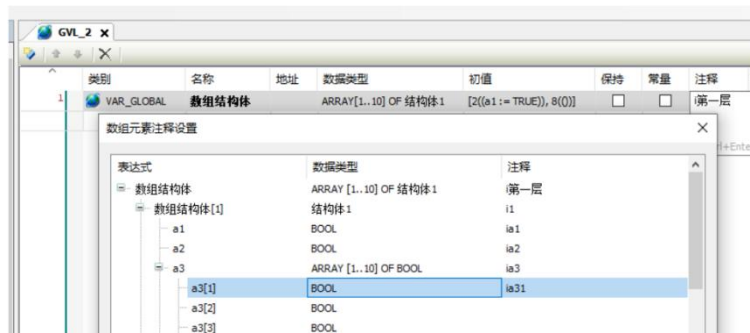 GVL_2
类别 名称 地址 数据类型 初值 保持 常量 注释
1 VAR_GLOBAL 数组结构体 ARRAY[1..10] OF 结构体1 [2((a1 := TRUE)), 8(())] i第一层
数组元素注释设置
rl+Ente
表达式 数据类型 注释
数组结构体 ARRAY [1..10] OF 结构体1 i第一层
数组结构体[1] 结构体1 i1
a1 BOOL ia1
a2 BOOL ia2
a3 ARRAY [1..10] OF BOOL ia3
a3[1] BOOL ia31
a3[2] BOOL
a3[3] BOOL